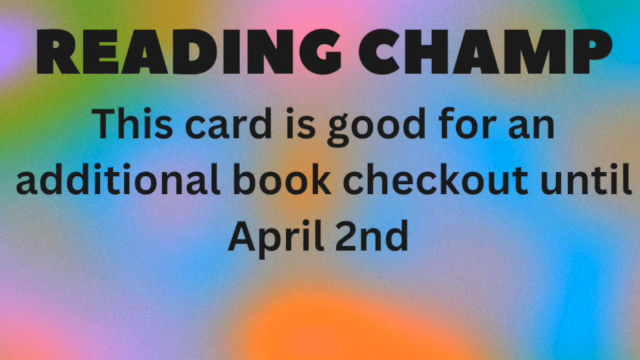 READING CHAMP
This card is good for an
additional book checkout until
April 2nd